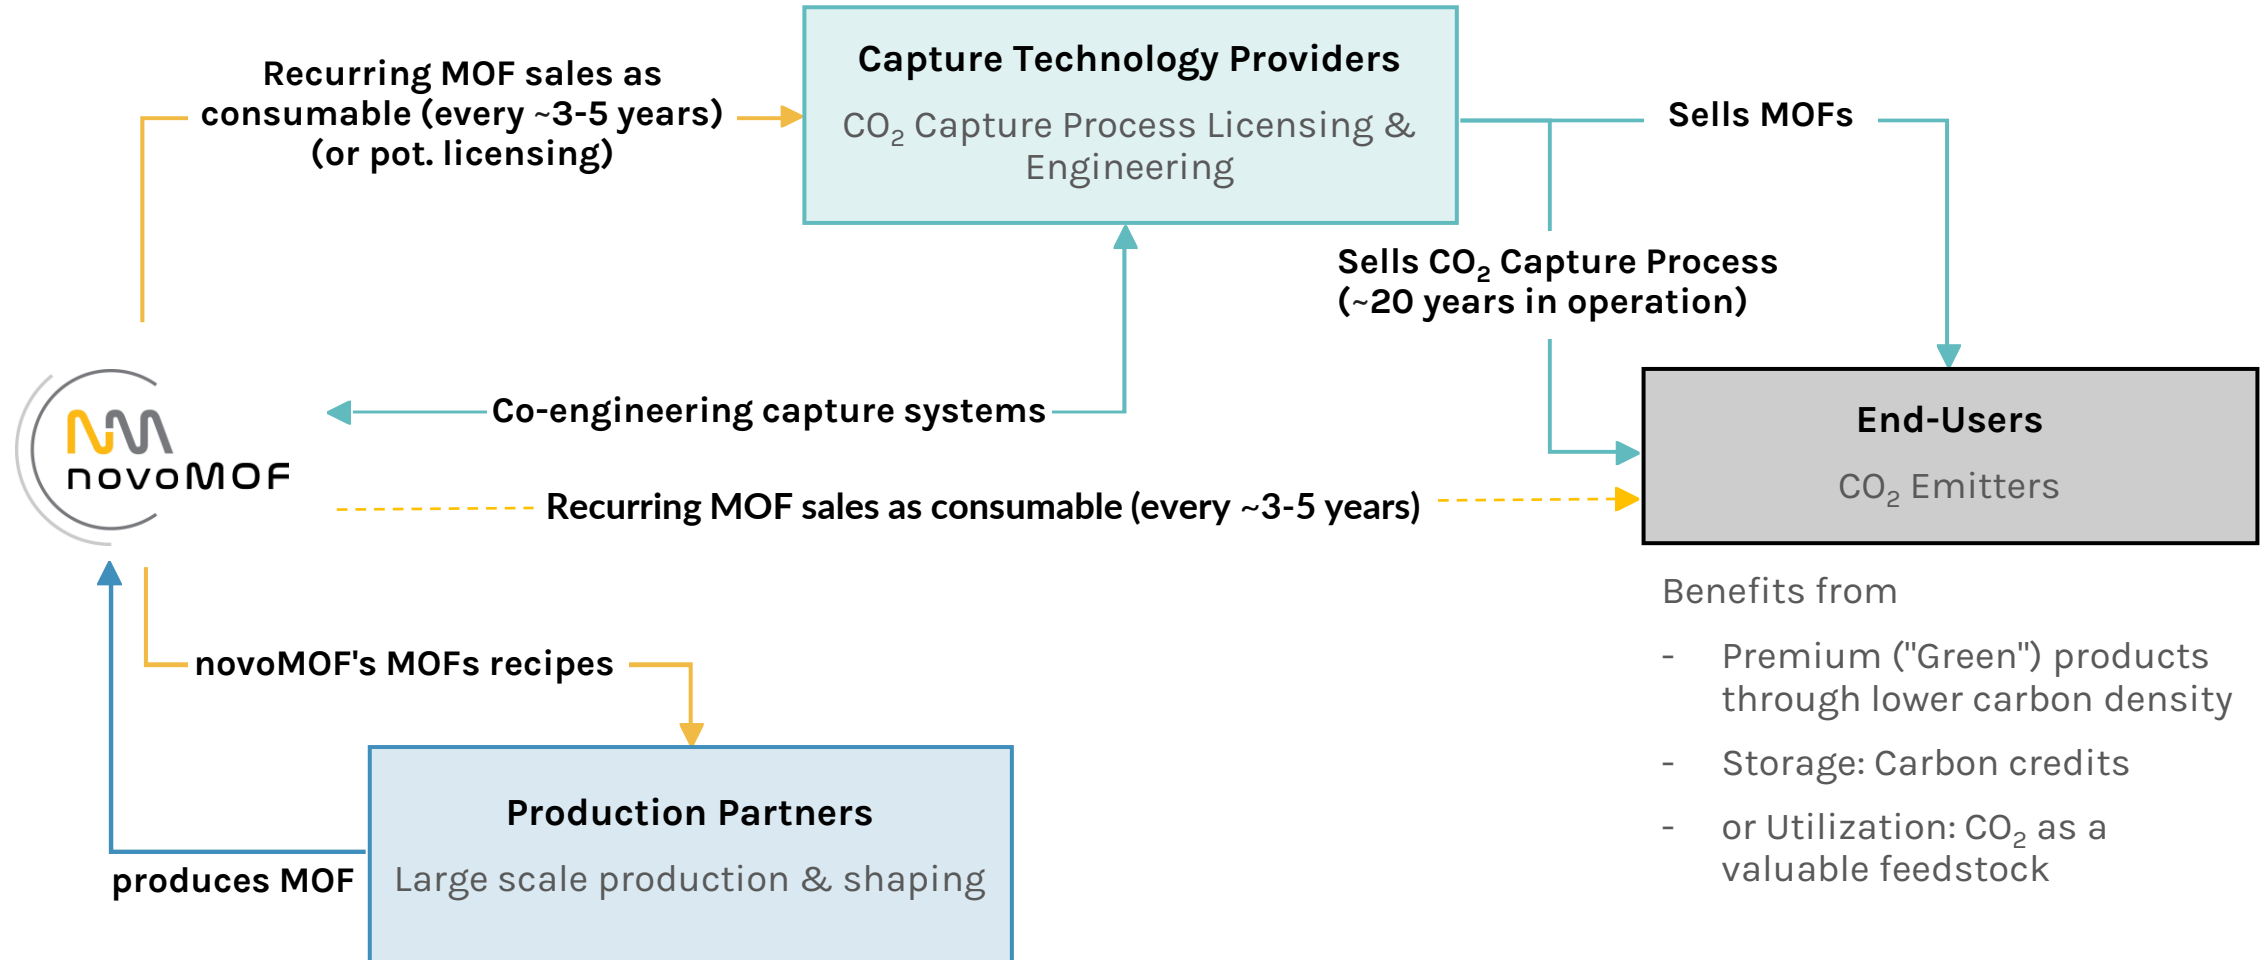 Capture Technology Providers
CO₂ Capture Process Licensing &
Engineering
Recurring MOF sales as
consumable (every ~3-5 years)
(or pot. licensing)
Sells MOFs
Sells CO₂ Capture Process
(~20 years in operation)
novoMOF
Co-engineering capture systems
Recurring MOF sales as consumable (every ~3-5 years)
End-Users
CO₂ Emitters
Benefits from
- Premium ("Green") products
through lower carbon density
- Storage: Carbon credits
- or Utilization: CO₂ as a
valuable feedstock
novoMOF's MOFs recipes
Production Partners
Large scale production & shaping
produces MOF